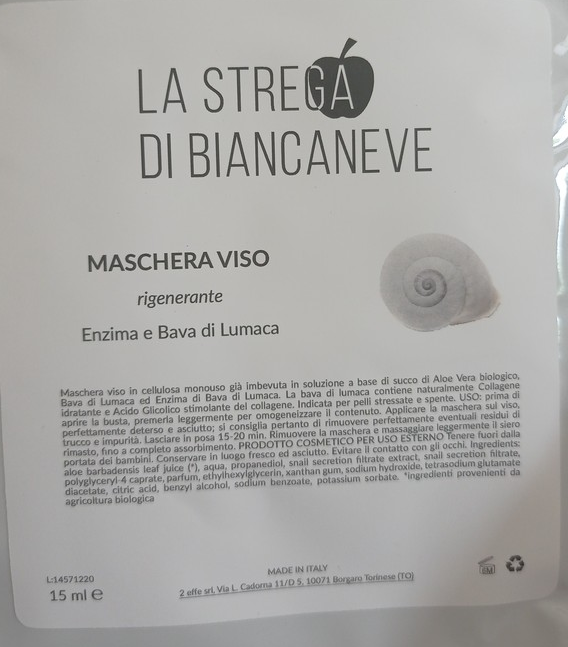 LA STREGA
DI BIANCANEVE
MASCHERA VISO
rigenerante
Enzima e Bava di Lumaca
Maschera viso in cellulosa monouso già imbevuta in soluzione a base di succo di Aloe Vera biologico,
Bava di Lumaca ed Enzima di Bava di Lumaca. La bava di lumaca contiene naturalmente Collagene
idratante e Acido Glicolico stimolante del collagene. Indicata per pelli stressate e spente. USO: prima di
aprire la busta, premerla leggermente per omogeneizzare il contenuto. Applicare la maschera sul viso,
perfettamente deterso e asciutto; si consiglia pertanto di rimuovere perfettamente eventuali residui di
trucco e impurità. Lasciare in posa 15-20 min. Rimuovere la maschera e massaggiare leggermente il siero
rimasto, fino a completo assorbimento. PRODOTTO COSMETICO PER USO ESTERNO Tenere fuori dalla
portata dei bambini. Conservare in luogo fresco ed asciutto. Evitare il contatto con gli occhi. Ingredients:
aloe barbadensis leaf juice (*), aqua, propanediol, snail secretion filtrate extract, snail secretion filtrate,
polyglyceryl-4 caprate, parfum, ethylhexylglycerin, xanthan gum, sodium hydroxide, tetrasodium glutamate
diacetate, citric acid, benzyl alcohol, sodium benzoate, potassium sorbate. *ingredienti provenienti da
agricoltura biologica
L:14571220
15 ml e
MADE IN ITALY
2 effe srl, Via L. Cadorna 11/D 5, 10071 Borgaro Torinese (TO)